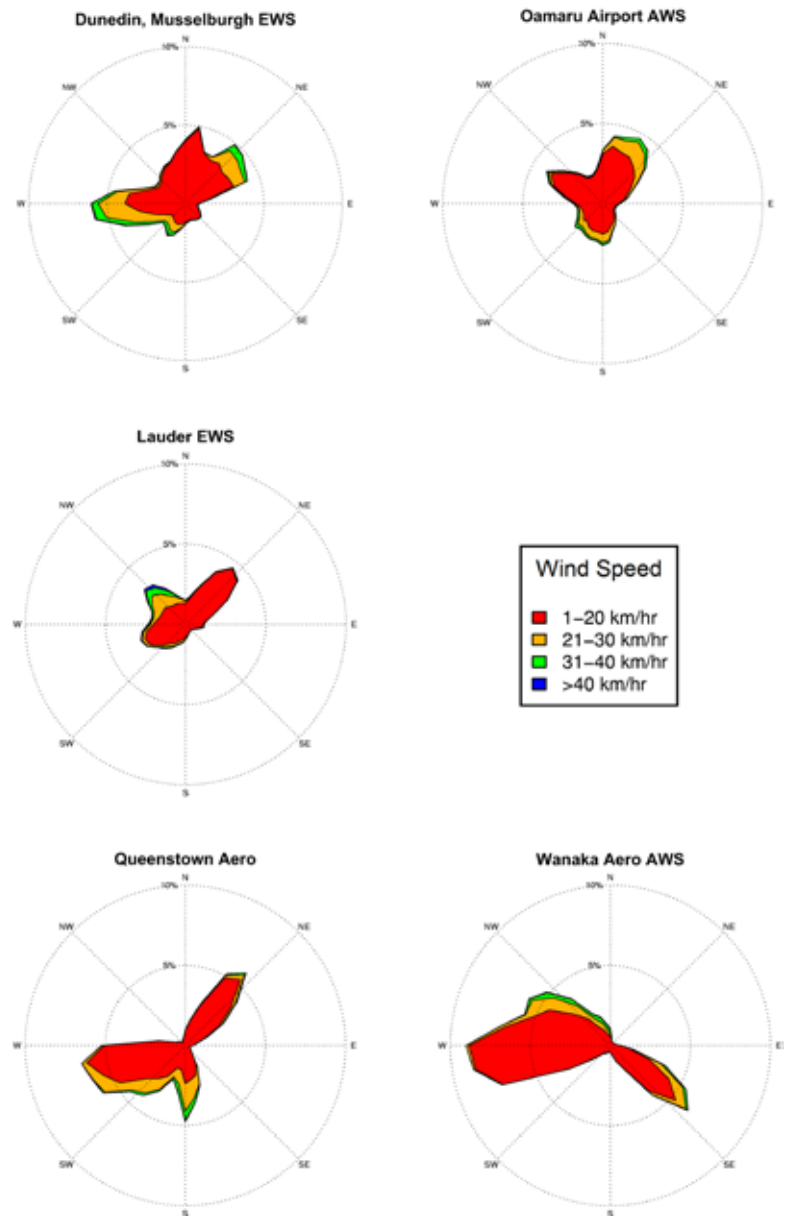 Dunedin, Musselburgh EWS
N
10%
NW
NE
5%
W
E
SW
SE
S
Oamaru Airport AWS
N
10%
NW
NE
5%
W
E
SW
SE
S
Lauder EWS
N
10%
NW
NE
5%
W
E
SW
SE
S
Wind Speed
1–20 km/hr
21–30 km/hr
31–40 km/hr
>40 km/hr
Queenstown Aero
N
10%
NW
NE
5%
W
E
SW
SE
S
Wanaka Aero AWS
N
10%
NW
NE
5%
W
E
SW
SE
S